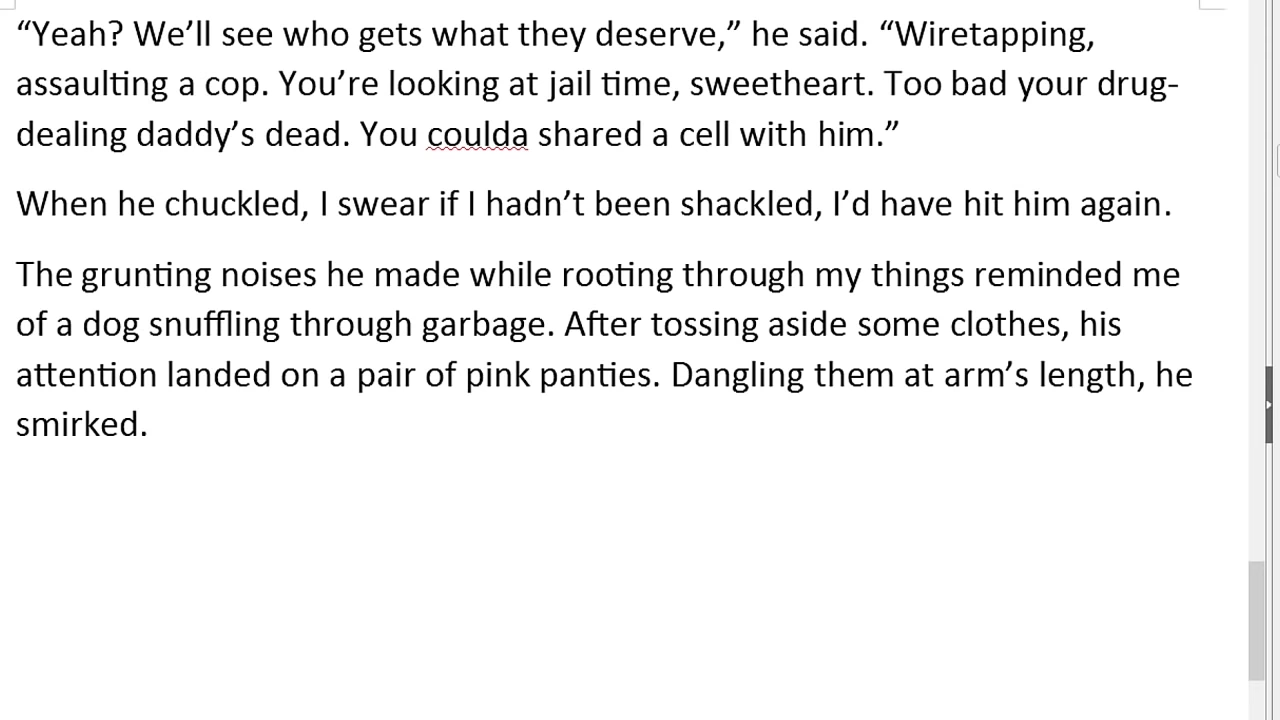 “Yeah? We’ll see who gets what they deserve,” he said. “Wiretapping,
assaulting a cop. You’re looking at jail time, sweetheart. Too bad your drug-
dealing daddy’s dead. You coulda shared a cell with him.”
When he chuckled, I swear if I hadn’t been shackled, I’d have hit him again.
The grunting noises he made while rooting through my things reminded me
of a dog snuffling through garbage. After tossing aside some clothes, his
attention landed on a pair of pink panties. Dangling them at arm’s length, he
smirked.